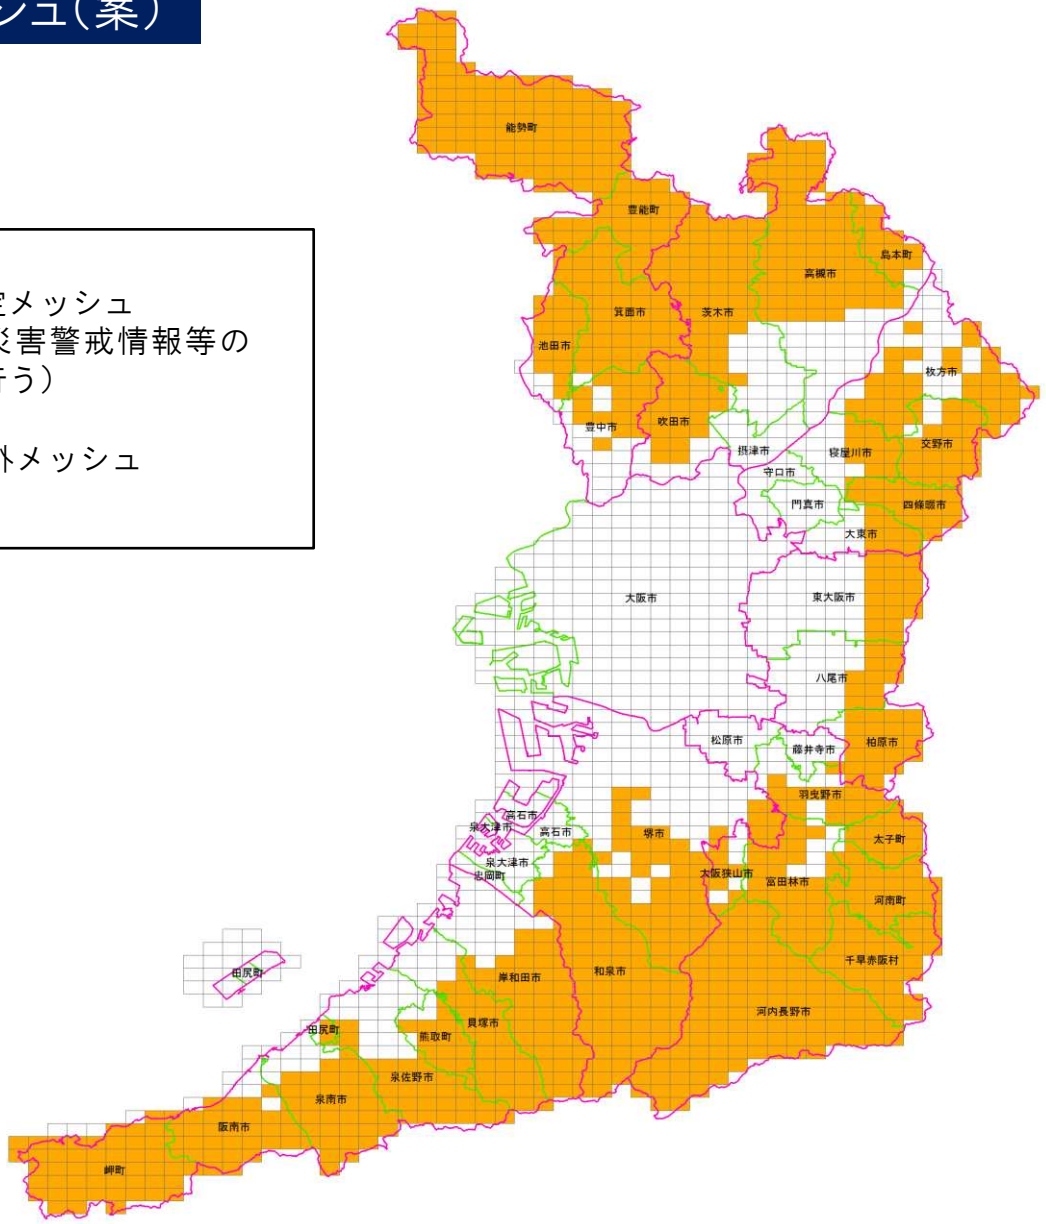 シュ(案)
定メッシュ
災害警戒情報等の
行う)
外メッシュ
能勢町
豊能町
島本町
高槻市
箕面市
茨木市
池田市
枚方市
豊中市
吹田市
交野市
摂津市
寝屋川市
守口市
門真市
四條畷市
大東市
大阪市
東大阪市
八尾市
松原市
藤井寺市
柏原市
羽曳野市
高石市
泉大津市
高石市
堺市
太子町
泉大津市
忠岡町
大阪狭山市
富田林市
河南町
千早赤阪村
田尻町
岸和田市
和泉市
河内長野市
田尻町
熊取町
貝塚市
泉佐野市
泉南市
阪南市
岬町